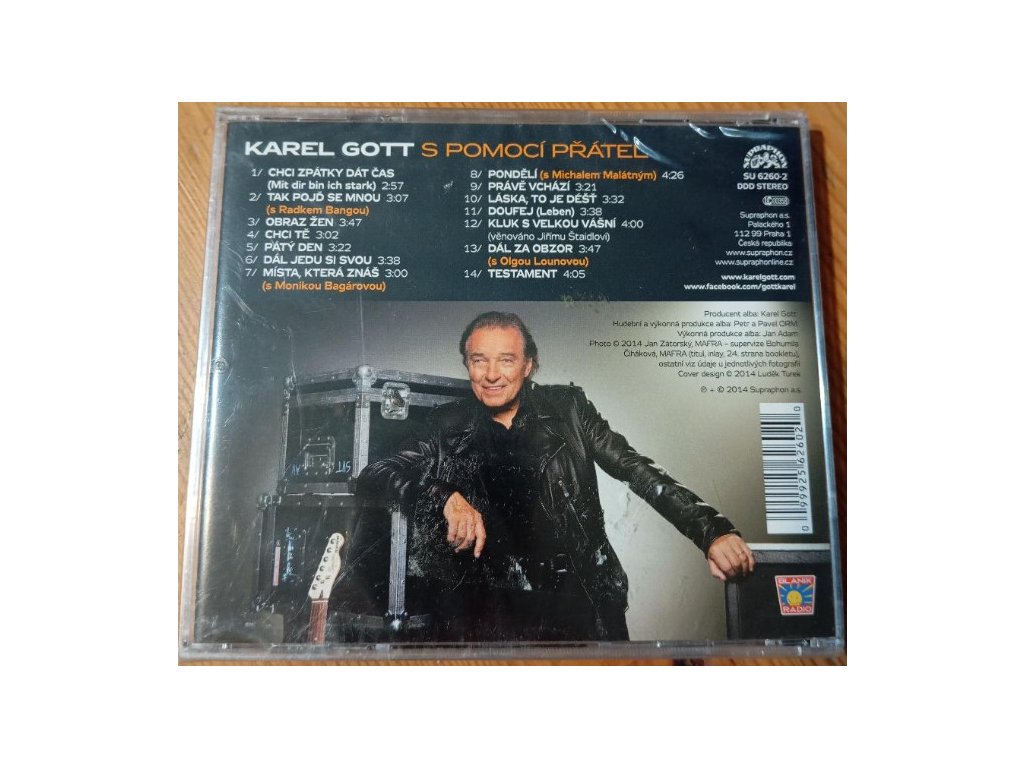 KAREL GOTT S POMOCÍ PŘÁTEL
1/ CHCI ZPÁTKY DÁT ČAS
(Mit dir bin ich stark) 2:57
2/ TAK POJĎ SE MNOU 3:07
(s Radkem Bangou)
3/ OBRAZ ŽEN 3:47
4/ CHCI TĚ 3:02
5/ PÁTÝ DEN 3:22
6/ DÁL JEDU SI SVOU 3:38
7/ MÍSTA, KTERÁ ZNÁŠ 3:00
(s Monikou Bagárovou)
8/ PONDĚLÍ (s Michalem Malátným) 4:26
9/ PRÁVĚ VCHÁZÍ 3:21
10/ LÁSKA, TO JE DÉŠŤ 3:32
11/ DOUFEJ (Leben) 3:38
12/ KLUK S VELKOU VÁŠNÍ 4:00
(věnováno Jiřímu Štaidlovi)
13/ DÁL ZA OBZOR 3:47
(s Olgou Lounovou)
14/ TESTAMENT 4:05
SUPRAPHON
SU 6260-2
DDD STEREO
Supraphon a.s.
Palackého 1
112 99 Praha 1
Česká republika
www.supraphon.cz
www.supraphonline.cz
www.karelgott.com
www.facebook.com/gottkarel
Producent alba: Karel Gott
Hudební a výkonná produkce alba: Petr a Pavel ORM
Výkonná produkce alba: Jan Adam
Photo © 2014 Jan Zátorský, MAFRA – supervize Bohumila
Čiháková, MAFRA (titul, inlay, 24. strana bookletu),
ostatní viz údaje u jednotlivých fotografií
Cover design © 2014 Luděk Turek
℗ + © 2014 Supraphon a.s.
0 99925 62602 0
BLANÍK
RADIO